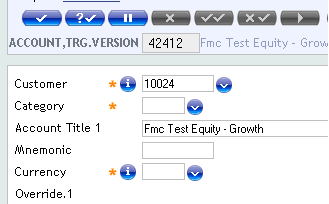 ACCOUNT,TRG.VERSION 42412 Fmc Test Equity - Grow
Customer * 10024
Category *
Account Title 1 Fmc Test Equity - Growth
Mnemonic
Currency *
Override.1